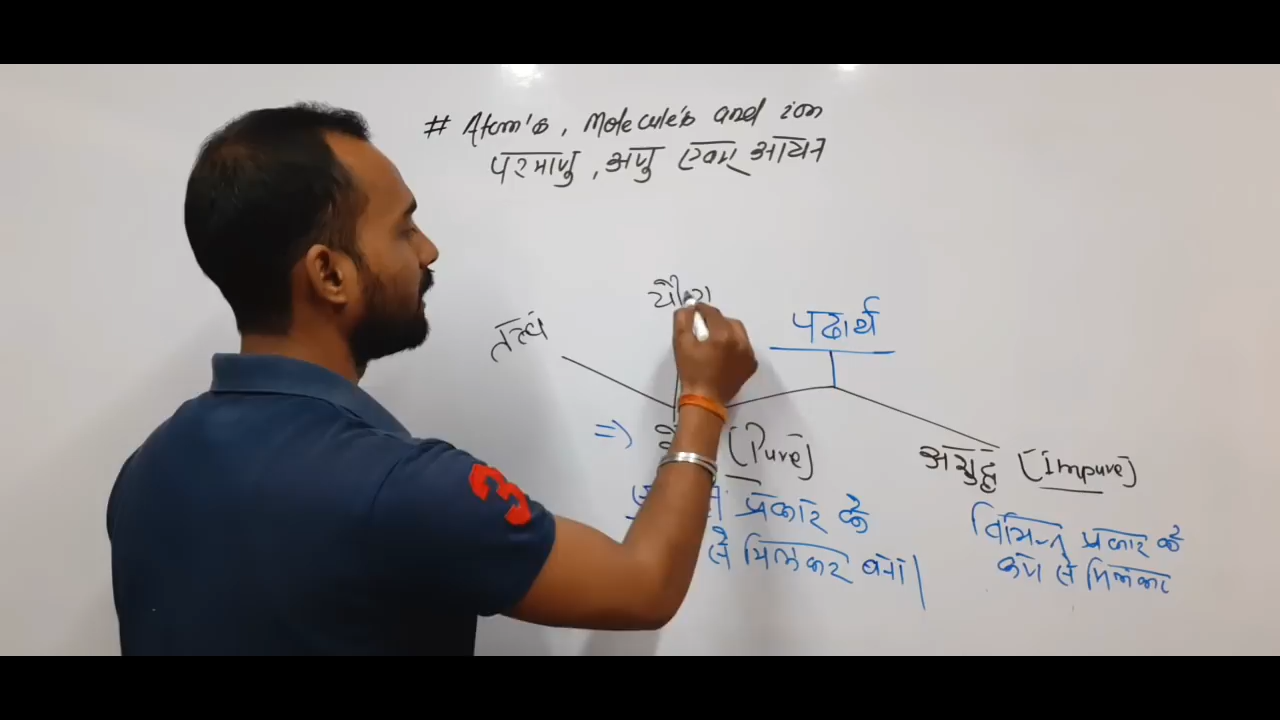 # Atom's, Molecule's and ion
परमाणु, अणु एवम् आयन
यौग
तत्व
पदार्थ
=> (Pure)
अशुद्ध (Impure)
प्रकार के
से मिलकर बना|
विभिन्न प्रकार के
कण से मिलकर
3